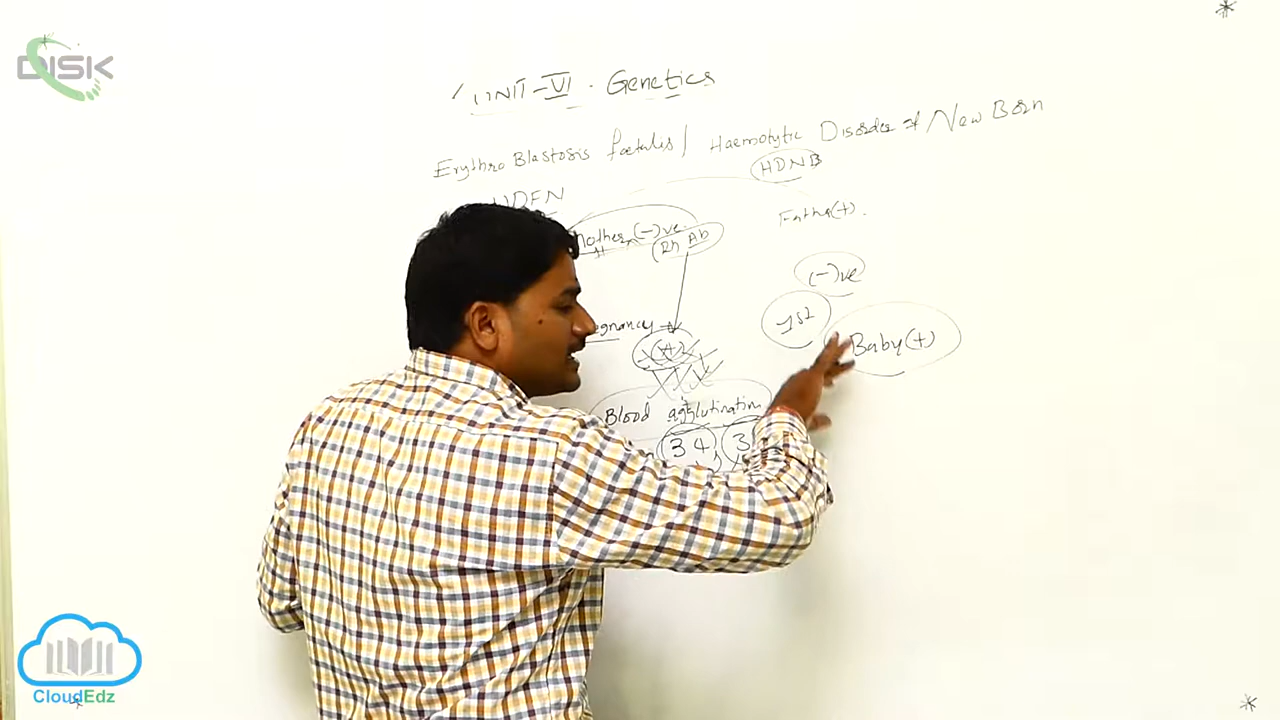 DISK
UNIT-VI . Genetics
Erythro Blastosis foetalis/ Haemolytic Disorder of New Born
HDNB
HDFN
Father(+).
Mother (-)ve.
Rh Ab
(-)ve
1st
Baby(+)
(+)
Blood agglutination
3 4, 3
CloudEdz